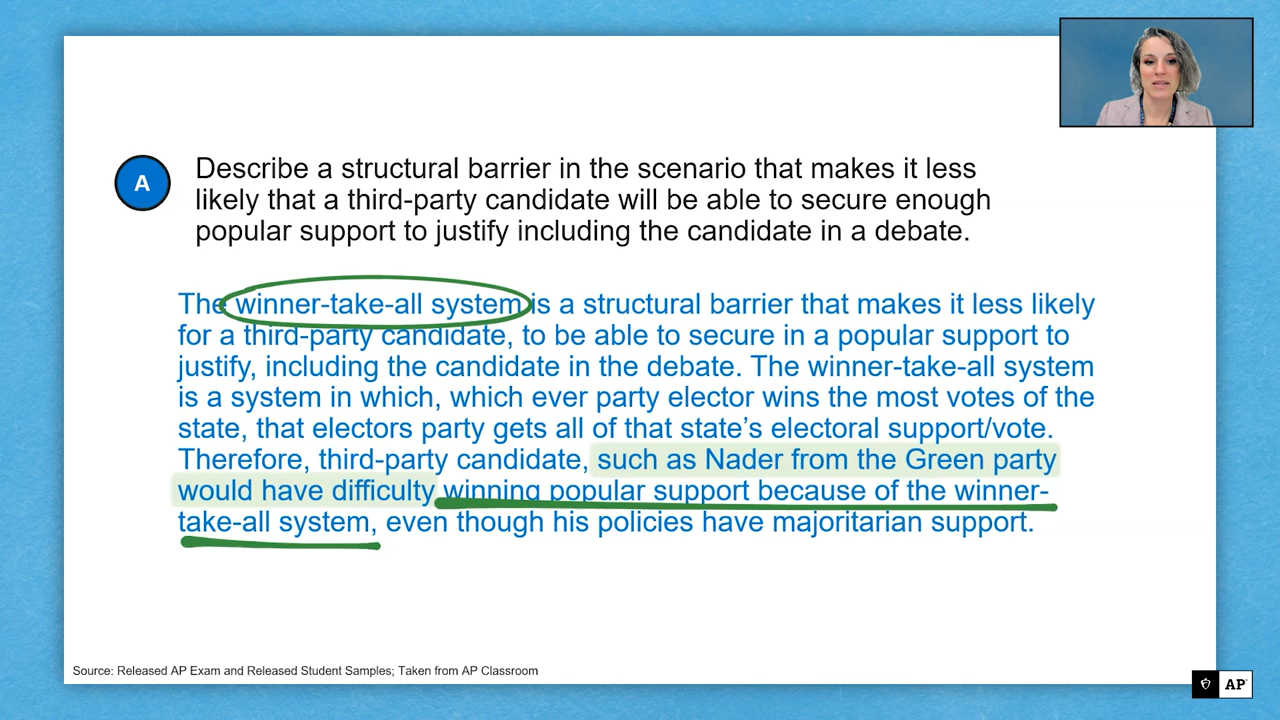 A
Describe a structural barrier in the scenario that makes it less
likely that a third-party candidate will be able to secure enough
popular support to justify including the candidate in a debate.
The winner-take-all system is a structural barrier that makes it less likely
for a third-party candidate, to be able to secure in a popular support to
justify, including the candidate in the debate. The winner-take-all system
is a system in which, which ever party elector wins the most votes of the
state, that electors party gets all of that state’s electoral support/vote.
Therefore, third-party candidate, such as Nader from the Green party
would have difficulty winning popular support because of the winner-
take-all system, even though his policies have majoritarian support.
Source: Released AP Exam and Released Student Samples; Taken from AP Classroom
AP